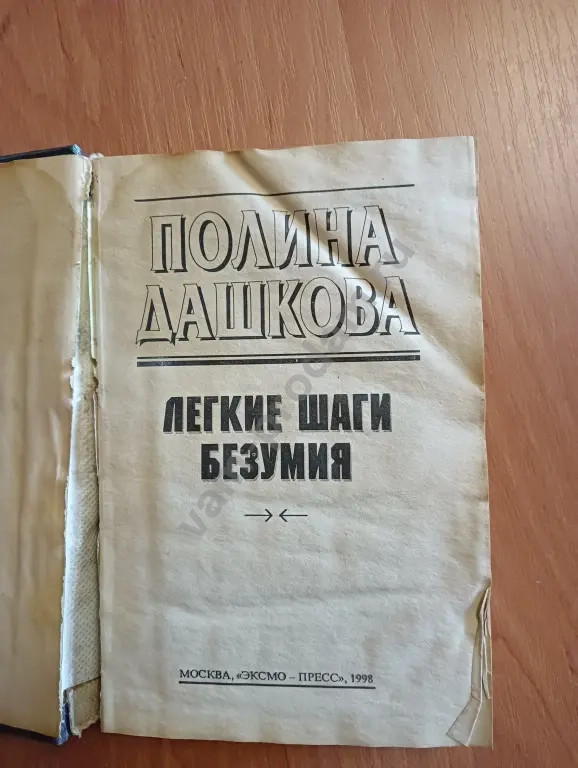 ПОЛИНА
ДАШКОВА
ЛЕГКИЕ ШАГИ
БЕЗУМИЯ
МОСКВА, «ЭКСМО – ПРЕСС», 1998